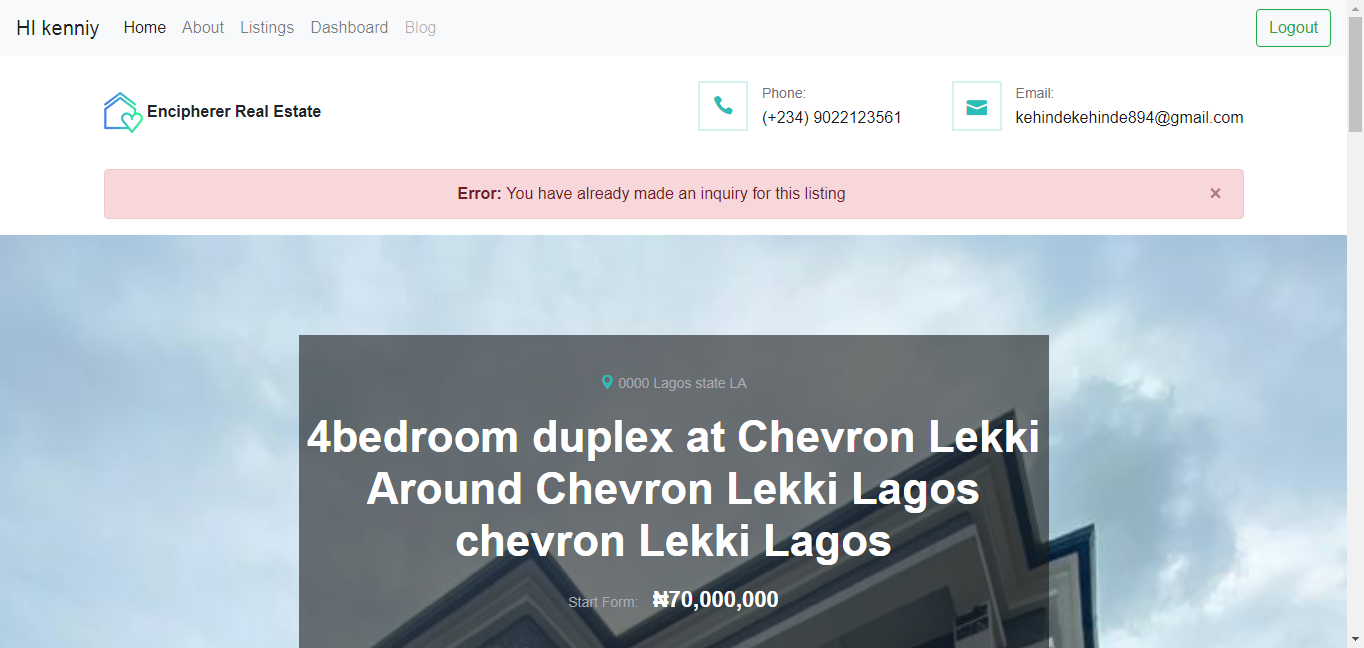 HI kenniy Home About Listings Dashboard Blog Logout
Encipherer Real Estate
Phone:
(+234) 9022123561
Email:
kehindekehinde894@gmail.com
Error: You have already made an inquiry for this listing ×
0000 Lagos state LA
4bedroom duplex at Chevron Lekki
Around Chevron Lekki Lagos
chevron Lekki Lagos
Start Form: ₦70,000,000